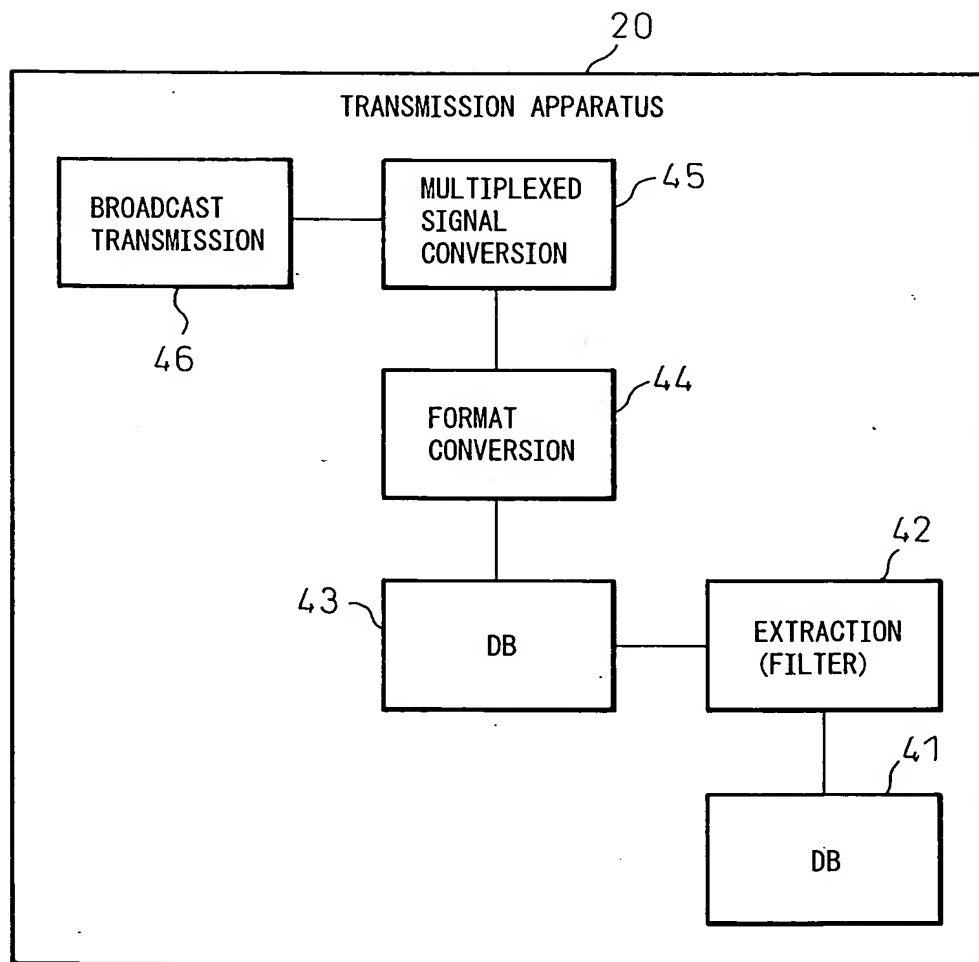 20
TRANSMISSION APPARATUS
BROADCAST
TRANSMISSION
46
MULTIPLEXED
SIGNAL
CONVERSION
45
FORMAT
CONVERSION
44
43
DB
EXTRACTION
(FILTER)
42
41
DB